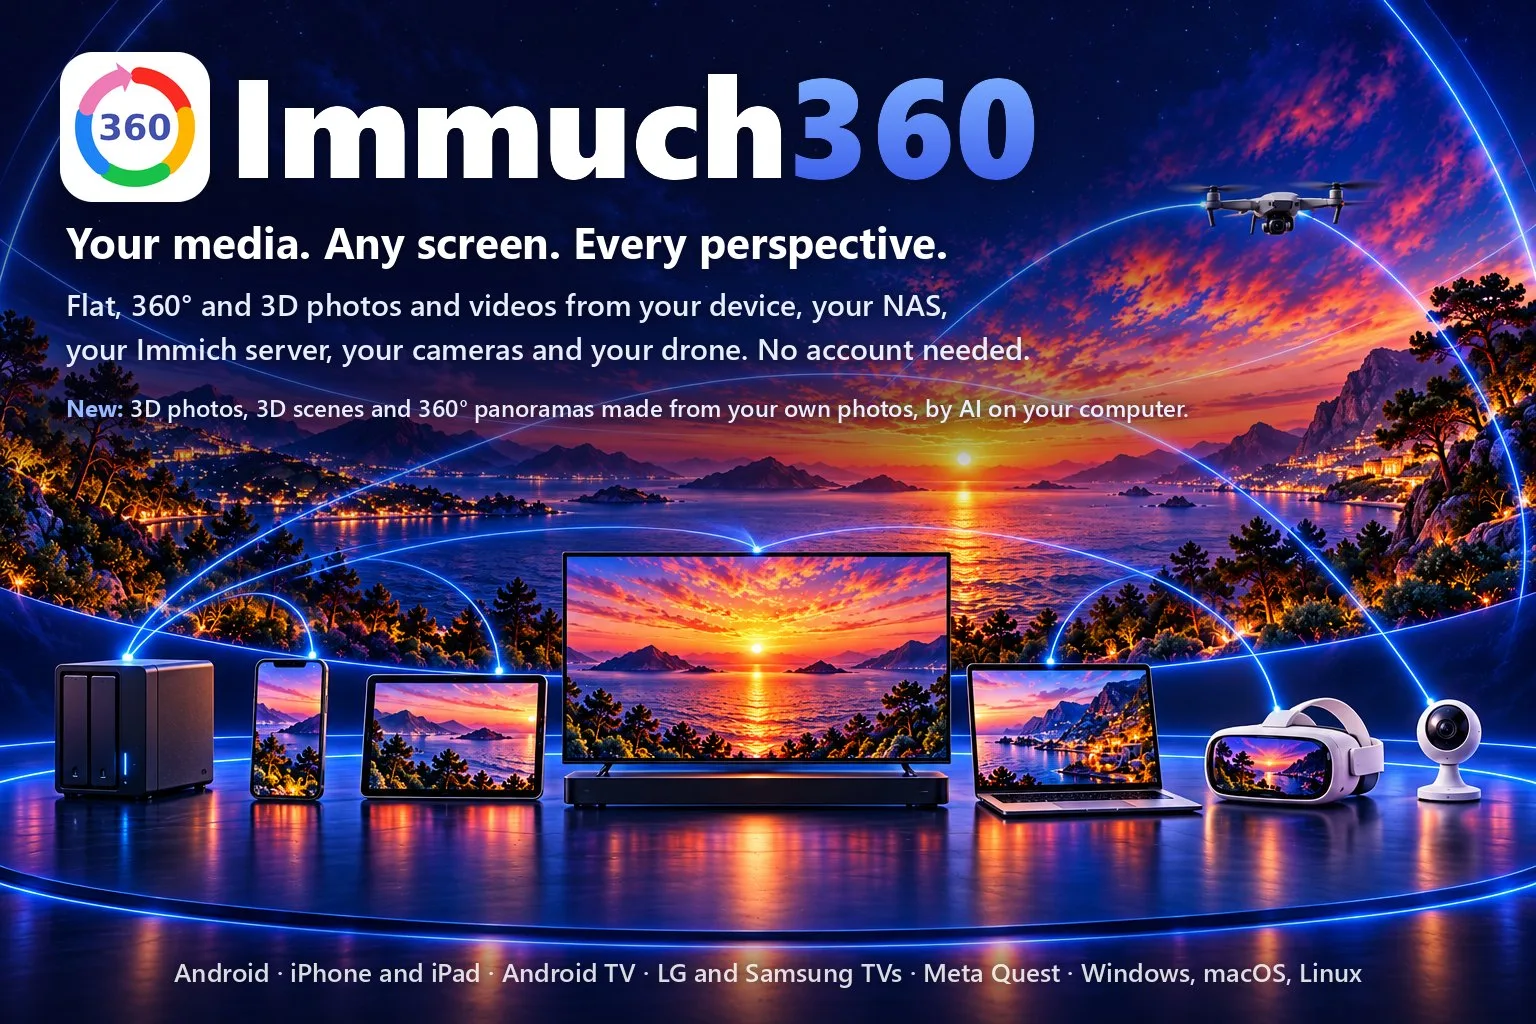 360
Immuch360
Your media. Any screen. Every perspective.
Flat, 360° and 3D photos and videos from your device, your NAS,
your Immich server, your cameras and your drone. No account needed.
New: 3D photos, 3D scenes and 360° panoramas made from your own photos, by AI on your computer.
Android · iPhone and iPad · Android TV · LG and Samsung TVs · Meta Quest · Windows, macOS, Linux